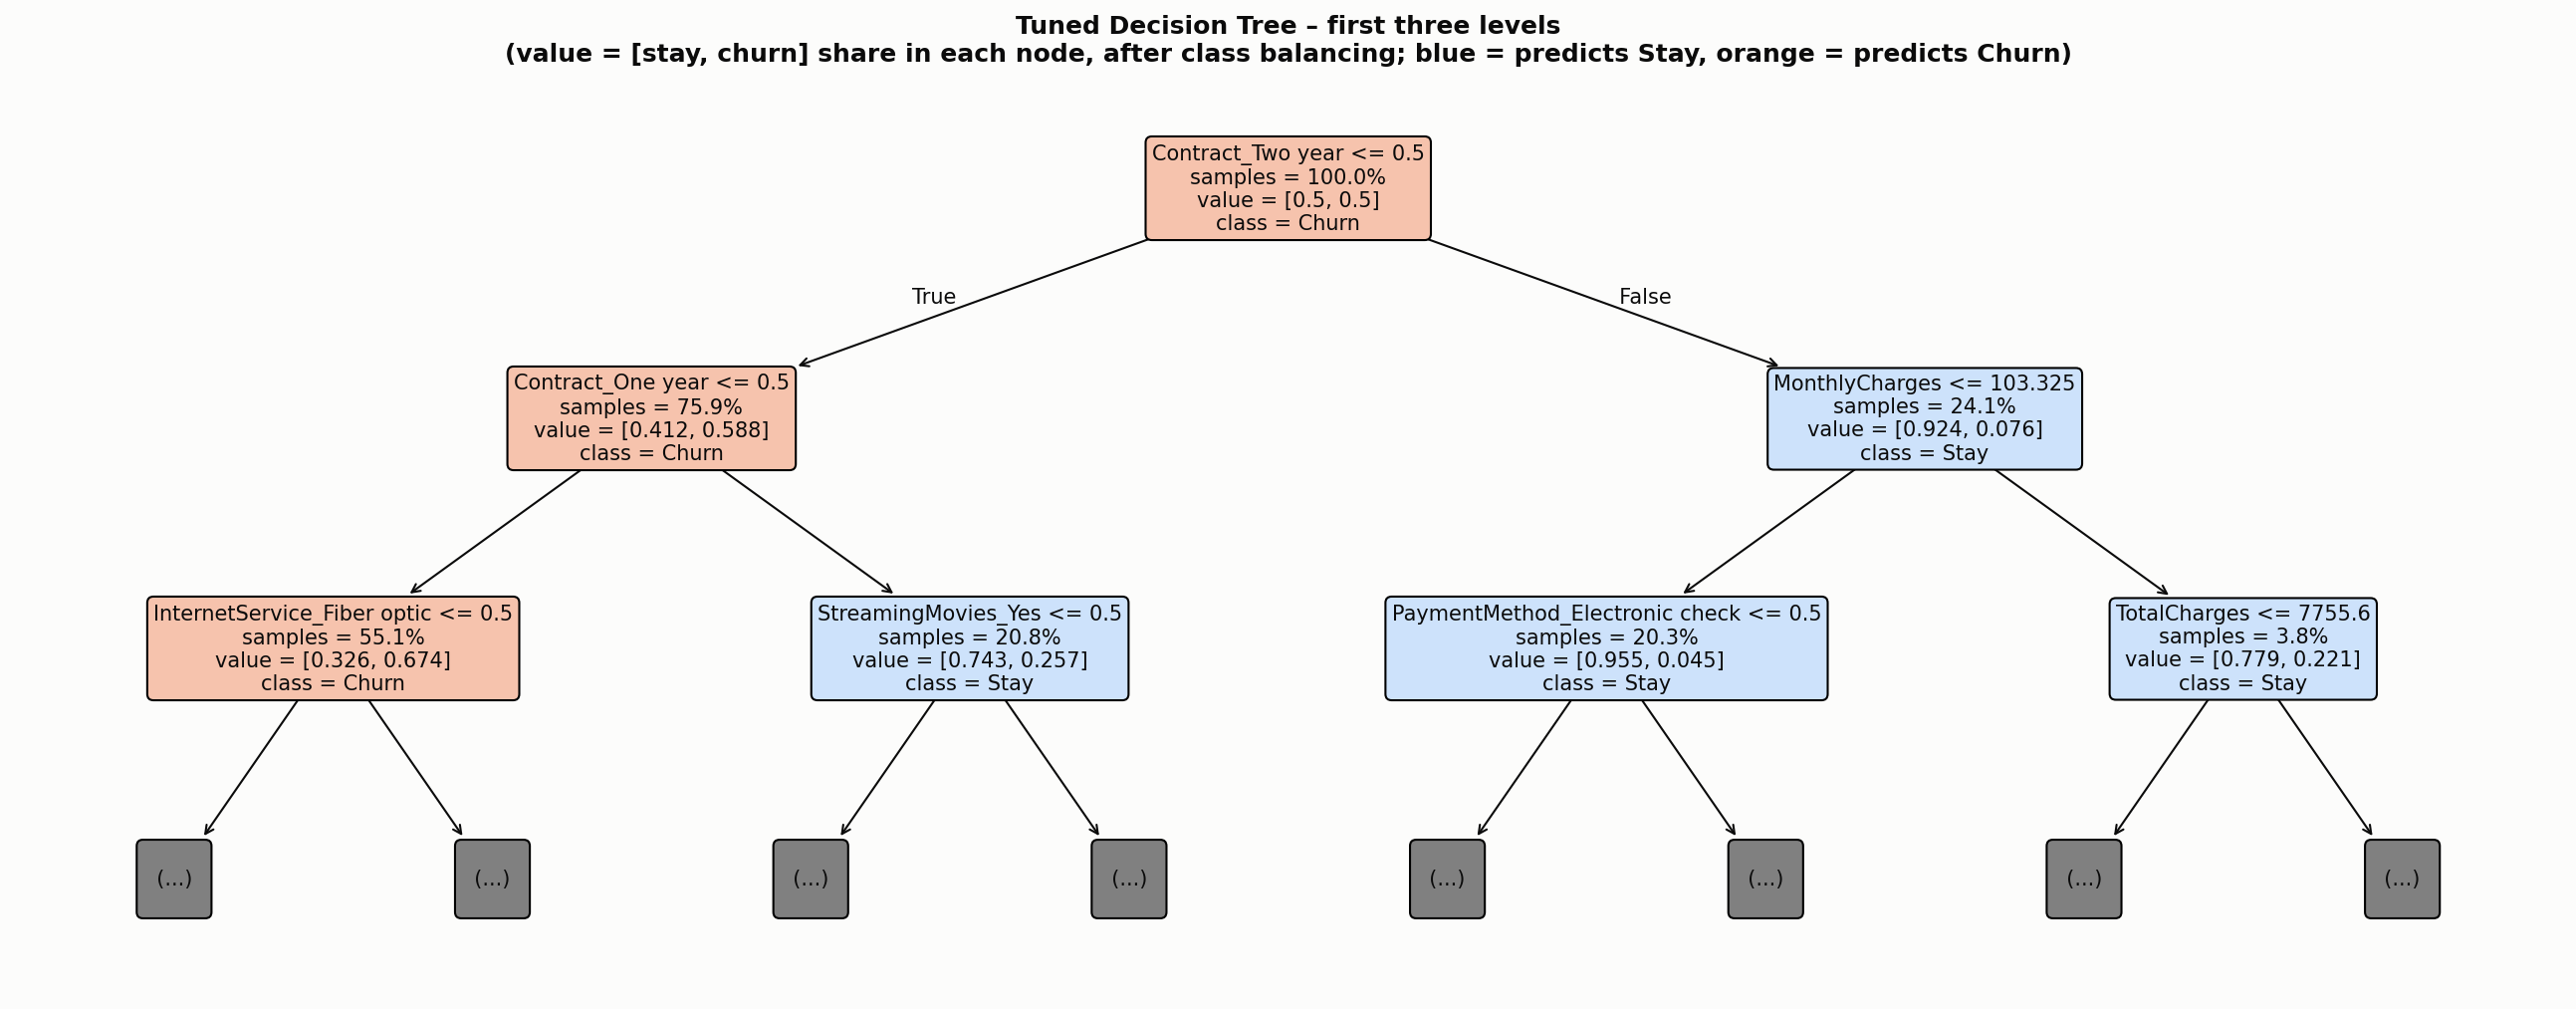 Tuned Decision Tree – first three levels
(value = [stay, churn] share in each node, after class balancing; blue = predicts Stay, orange = predicts Churn)
Contract_Two year <= 0.5
samples = 100.0%
value = [0.5, 0.5]
class = Churn
True
False
Contract_One year <= 0.5
samples = 75.9%
value = [0.412, 0.588]
class = Churn
MonthlyCharges <= 103.325
samples = 24.1%
value = [0.924, 0.076]
class = Stay
InternetService_Fiber optic <= 0.5
samples = 55.1%
value = [0.326, 0.674]
class = Churn
StreamingMovies_Yes <= 0.5
samples = 20.8%
value = [0.743, 0.257]
class = Stay
PaymentMethod_Electronic check <= 0.5
samples = 20.3%
value = [0.955, 0.045]
class = Stay
TotalCharges <= 7755.6
samples = 3.8%
value = [0.779, 0.221]
class = Stay
(...)
(...)
(...)
(...)
(...)
(...)
(...)
(...)